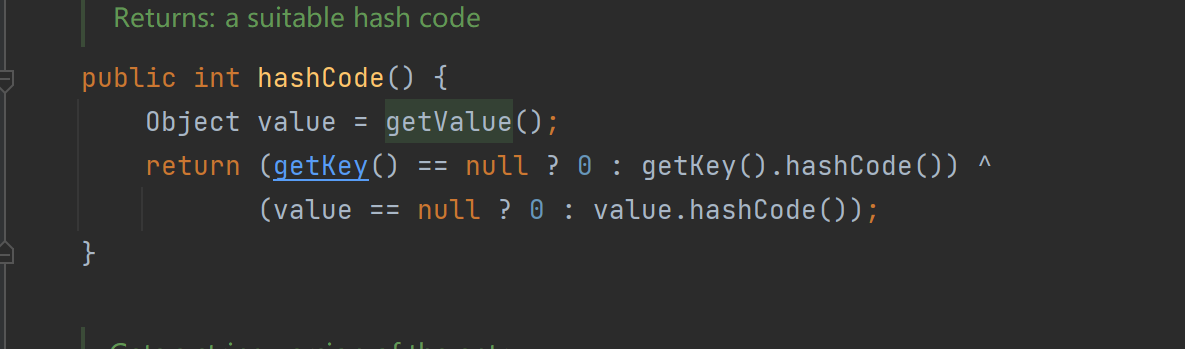 Returns: a suitable hash code
public int hashCode() {
    Object value = getValue();
    return (getKey() == null ? 0 : getKey().hashCode()) ^
           (value == null ? 0 : value.hashCode());
}